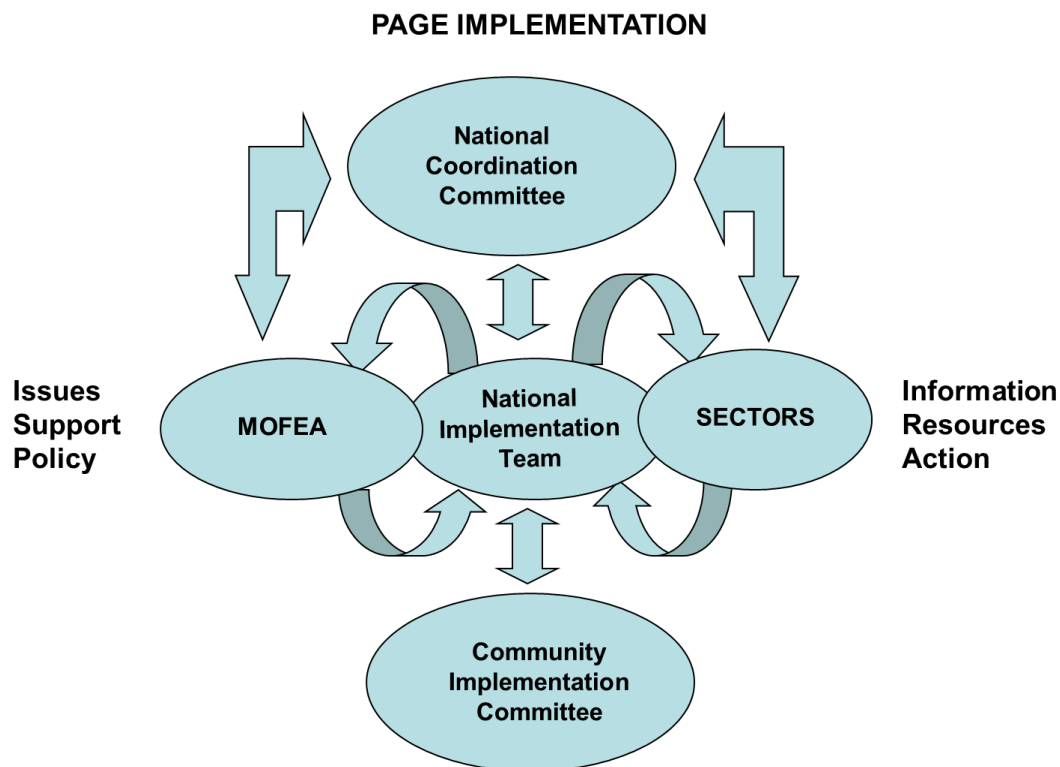 PAGE IMPLEMENTATION
National
Coordination
Committee
Issues
Support
Policy
MOFEA
National
Implementation
Team
SECTORS
Information
Resources
Action
Community
Implementation
Committee